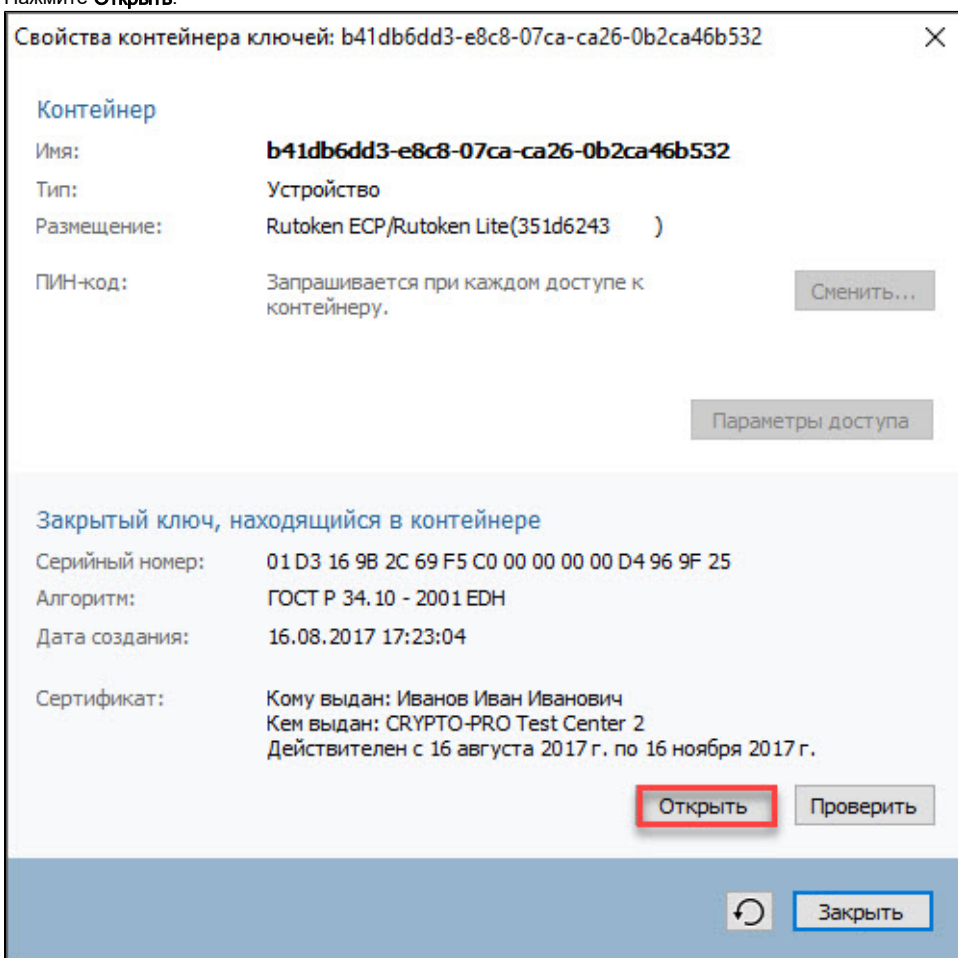 Нажмите Открыть.
Свойства контейнера ключей: b41db6dd3-e8c8-07ca-ca26-0b2ca46b532
Контейнер
Имя: b41db6dd3-e8c8-07ca-ca26-0b2ca46b532
Тип: Устройство
Размещение: Rutoken ECP/Rutoken Lite(351d6243 )
ПИН-код: Запрашивается при каждом доступе к
контейнеру.
Сменить...
Параметры доступа
Закрытый ключ, находящийся в контейнере
Серийный номер: 01 D3 16 9B 2C 69 F5 C0 00 00 00 00 D4 96 9F 25
Алгоритм: ГОСТ Р 34.10 - 2001 EDH
Дата создания: 16.08.2017 17:23:04
Сертификат: Кому выдан: Иванов Иван Иванович
Кем выдан: CRYPTO-PRO Test Center 2
Действителен с 16 августа 2017 г. по 16 ноября 2017 г.
Открыть Проверить
Закрыть